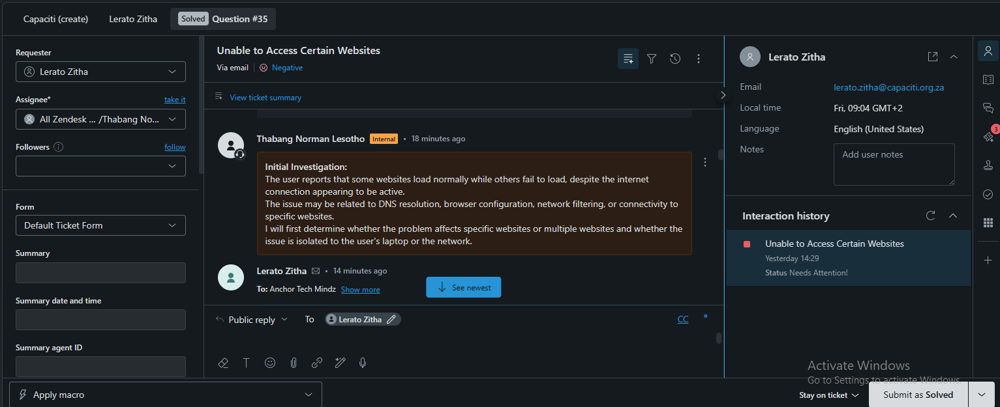 Capaciti (create)
Lerato Zitha
Solved Question #35
Requester
Lerato Zitha
Assignee* take it
All Zendesk ... /Thabang No...
Followers follow
Form
Default Ticket Form
Summary
Summary date and time
Summary agent ID
Unable to Access Certain Websites
Via email Negative
View ticket summary
Thabang Norman Lesotho Internal • 18 minutes ago
Initial Investigation:
The user reports that some websites load normally while others fail to load, despite the internet
connection appearing to be active.
The issue may be related to DNS resolution, browser configuration, network filtering, or connectivity to
specific websites.
I will first determine whether the problem affects specific websites or multiple websites and whether the
issue is isolated to the user's laptop or the network.
Lerato Zitha • 14 minutes ago
To: Anchor Tech Mindz Show more
See newest
Public reply To Lerato Zitha CC
Lerato Zitha
Email lerato.zitha@capaciti.org.za
Local time Fri, 09:04 GMT+2
Language English (United States)
Notes Add user notes
Interaction history
Unable to Access Certain Websites
Yesterday 14:29
Status Needs Attention!
3
Activate Windows
Go to Settings to activate Windows.
Apply macro
Stay on ticket
Submit as Solved